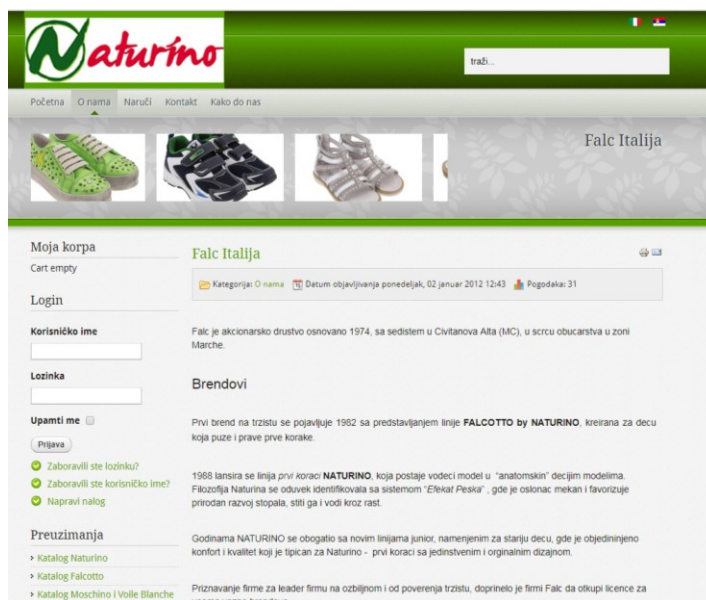 Naturino
traži...
Početna O nama Naruči Kontakt Kako do nas
Falc Italija
Moja korpa
Cart empty
Login
Korisničko ime
Lozinka
Upamti me
Prijava
Zaboravili ste lozinku?
Zaboravili ste korisničko ime?
Napravi nalog
Preuzimanja
Katalog Naturino
Katalog Falcotto
Katalog Moschino i Volle Blanche
Falc Italija
Kategorija: O nama Datum objavljivanja ponedeljak, 02 januar 2012 12:43 Pogodaka: 31
Falc je akcionarsko drustvo osnovano 1974, sa sedistem u Civitanova Alta (MC), u scrcu obucarstva u zoni
Marche.
Brendovi
Prvi brend na trzistu se pojavljuje 1982 sa predstavljanjem linije FALCOTTO by NATURINO, kreirana za decu
koja puze i prave prve korake.
1988 lansira se linija prvi koraci NATURINO, koja postaje vodeci model u “anatomskin” decijim modelima.
Filozofija Naturina se oduvek identifikovala sa sistemom “Efekat Peska” , gde je oslonac mekan i favorizuje
prirodan razvoj stopala, stiti ga i vodi kroz rast.
Godinama NATURINO se obogatio sa novim linijama junior, namenjenim za stariju decu, gde je objedininjeno
konfort i kvalitet koji je tipican za Naturino - prvi koraci sa jedinstvenim i orginalnim dizajnom.
Priznavanje firme za leader firmu na ozbiljnom i od poverenja trzistu, doprinelo je firmi Falc da otkupi licence za